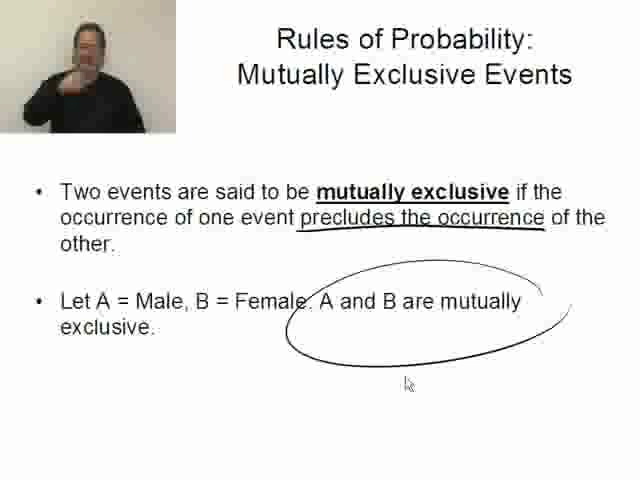 Rules of Probability:
Mutually Exclusive Events
• Two events are said to be mutually exclusive if the
occurrence of one event precludes the occurrence of the
other.
• Let A = Male, B = Female. A and B are mutually
exclusive.